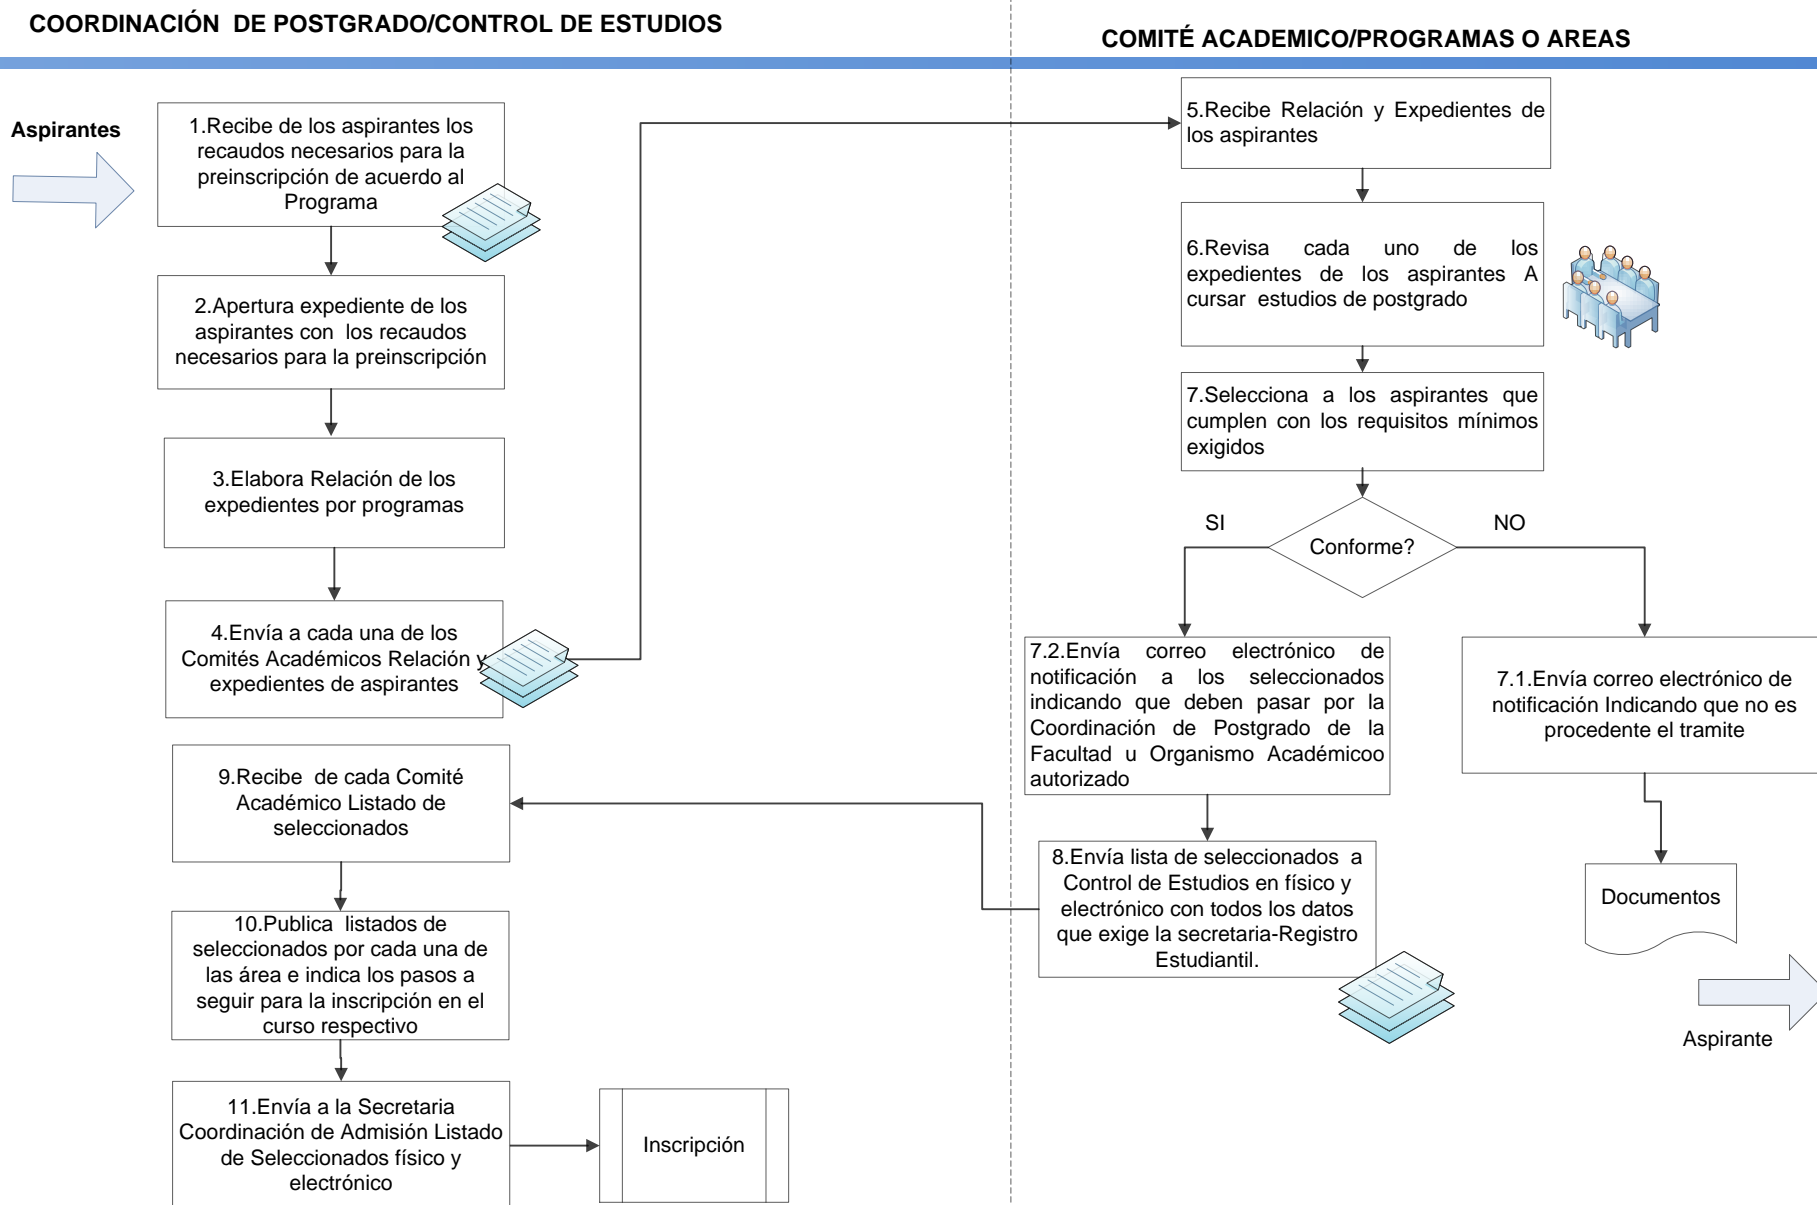 COORDINACIÓN DE POSTGRADO/CONTROL DE ESTUDIOS
COMITÉ ACADEMICO/PROGRAMAS O AREAS
Aspirantes
1.Recibe de los aspirantes los
recaudos necesarios para la
preinscripción de acuerdo al
Programa
2.Apertura expediente de los
aspirantes con los recaudos
necesarios para la preinscripción
3.Elabora Relación de los
expedientes por programas
4.Envía a cada una de los
Comités Académicos Relación y
expedientes de aspirantes
5.Recibe Relación y Expedientes de
los aspirantes
6.Revisa cada uno de los
expedientes de los aspirantes A
cursar estudios de postgrado
7.Selecciona a los aspirantes que
cumplen con los requisitos mínimos
exigidos
SI
Conforme?
NO
7.2.Envía correo electrónico de
notificación a los seleccionados
indicando que deben pasar por la
Coordinación de Postgrado de la
Facultad u Organismo Académicoo
autorizado
7.1.Envía correo electrónico de
notificación Indicando que no es
procedente el tramite
8.Envía lista de seleccionados a
Control de Estudios en físico y
electrónico con todos los datos
que exige la secretaria-Registro
Estudiantil.
Documentos
Aspirante
9.Recibe de cada Comité
Académico Listado de
seleccionados
10.Publica listados de
seleccionados por cada una de
las área e indica los pasos a
seguir para la inscripción en el
curso respectivo
11.Envía a la Secretaria
Coordinación de Admisión Listado
de Seleccionados físico y
electrónico
Inscripción